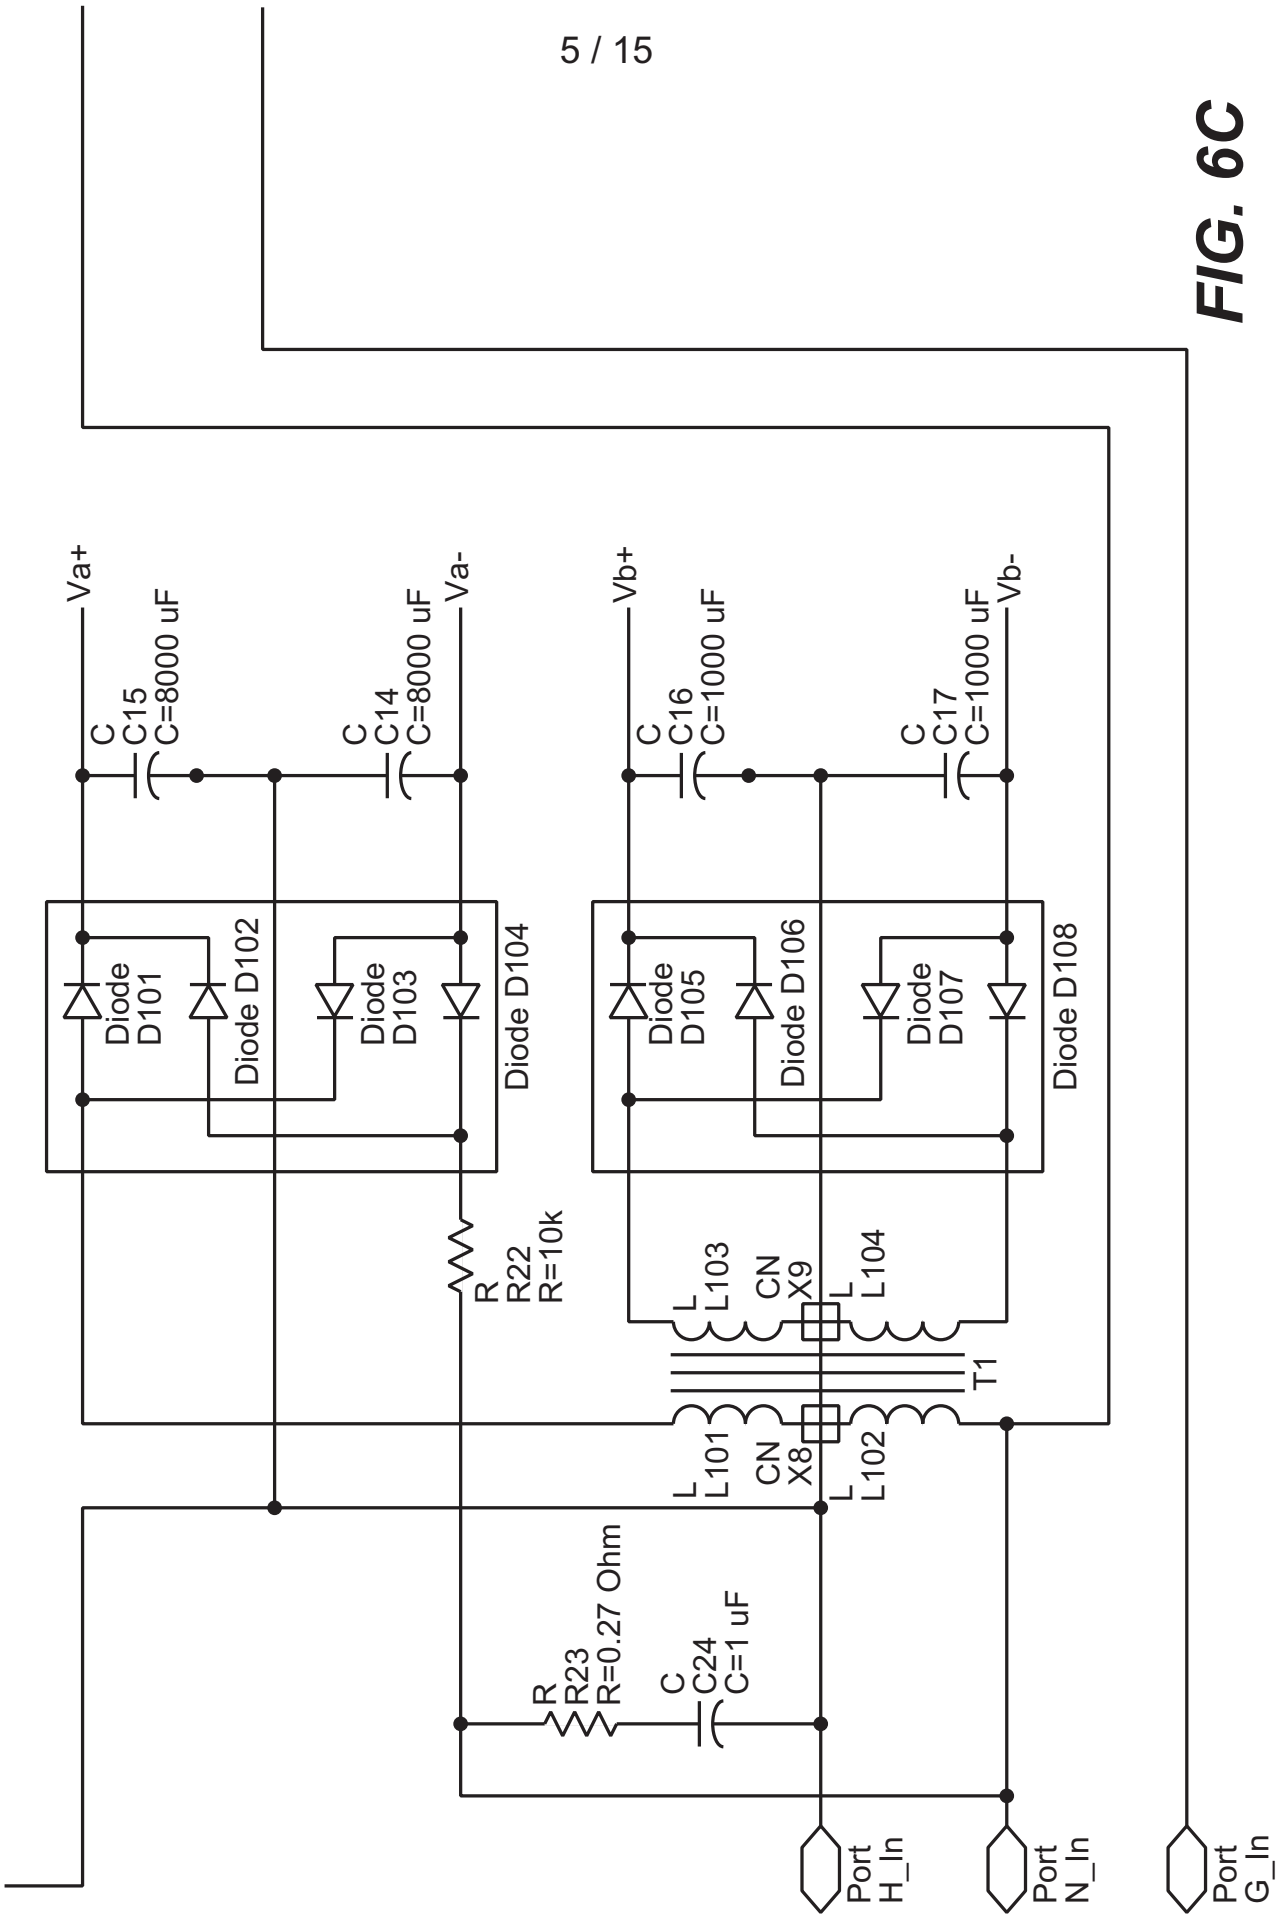 5 / 15
Va+
C
C15
C=8000 uF
C
C14
C=8000 uF
Va-
Vb+
C
C16
C=1000 uF
C
C17
C=1000 uF
Vb-
Diode
D101
Diode D102
Diode
D103
Diode D104
Diode
D105
Diode D106
Diode
D107
Diode D108
R
R22
R=10k
L
L103
CN
X9
L
L104
T1
L
L101
CN
X8
L
L102
R
R23
R=0.27 Ohm
C
C24
C=1 uF
Port
H_In
Port
N_In
Port
G_In
FIG. 6C